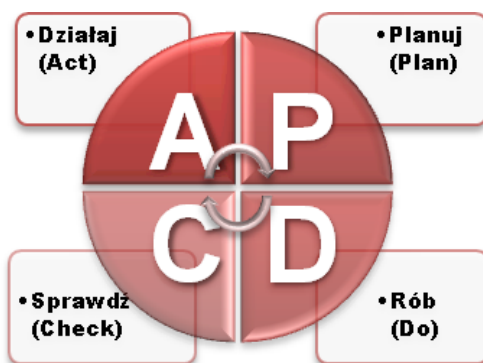 • Działaj
(Act)
• Planuj
(Plan)
A P
C D
• Sprawdź
(Check)
• Rób
(Do)